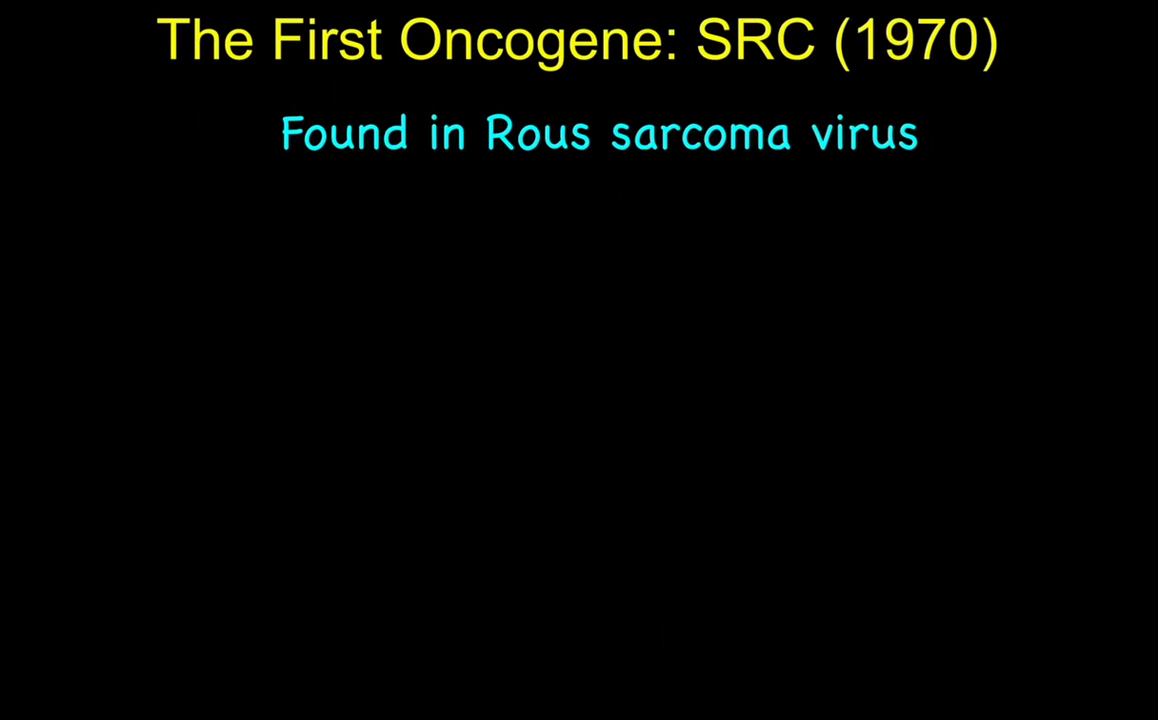 The First Oncogene: SRC (1970)
Found in Rous sarcoma virus